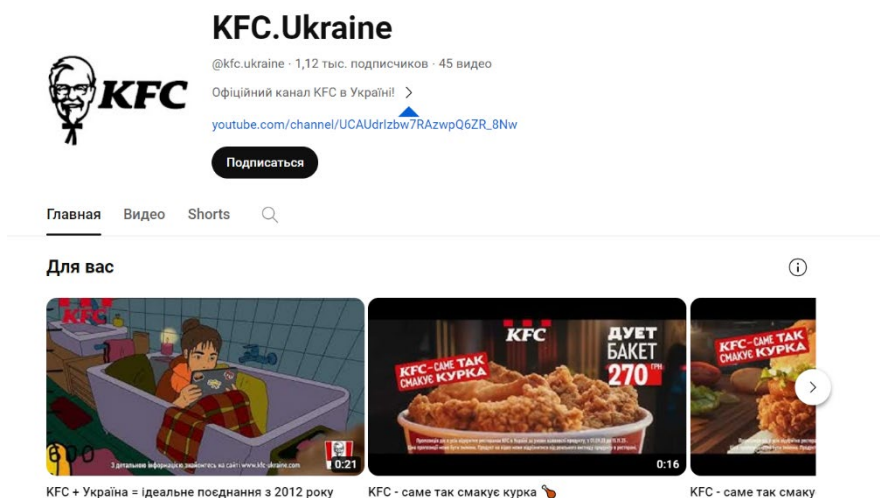 KFC.Ukraine
@kfc.ukraine · 1,12 тыс. подписчиков · 45 видео
KFC
Офіційний канал KFC в Україні!
youtube.com/channel/UCAUdrIzbw7RAzwpQ6ZR_8Nw
Подписаться
Главная Видео Shorts
Для вас
KFC
600
З детальною інформацією знайомтесь на сайті www.kfc-ukraine.com
0:21
KFC
ДУЕТ
БАКЕТ
270 ГРН
KFC – САМЕ ТАК
СМАКУЄ КУРКА
0:16
KFC – САМЕ ТАК
СМАКУЄ КУРКА
KFC + Україна = ідеальне поєднання з 2012 року
KFC - саме так смакує курка
KFC - саме так смаку